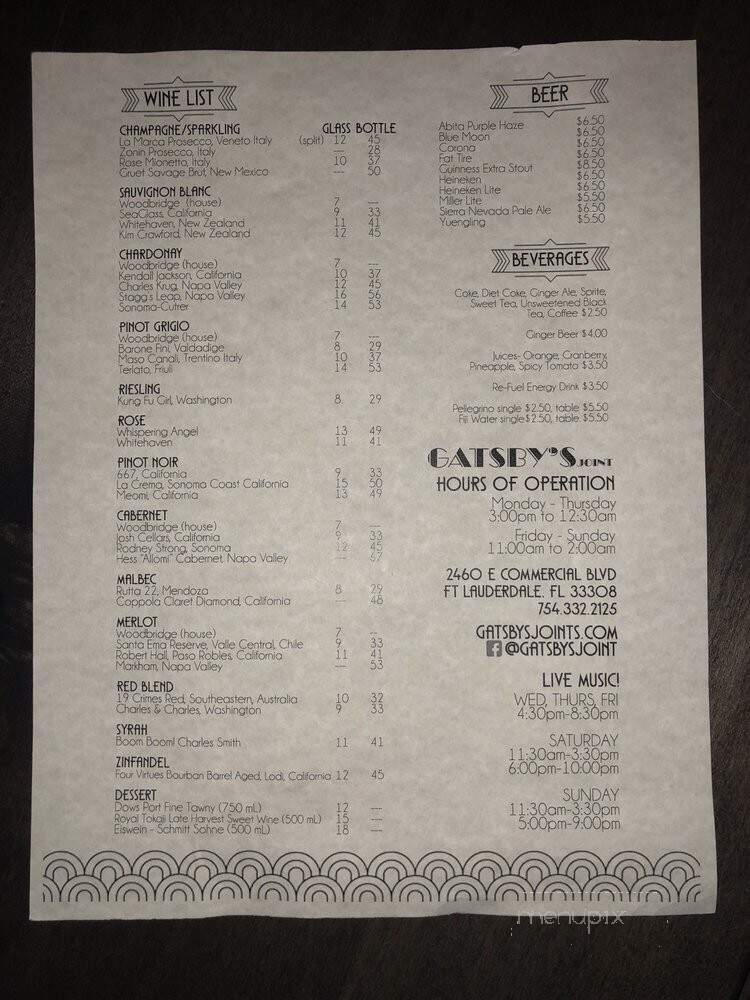 WINE LIST
CHAMPAGNE/SPARKLING GLASS BOTTLE
La Marca Prosecco, Veneto Italy (split) 12 45
Zonin Prosecco, Italy --- 28
Rose Mionetto, Italy 10 37
Gruet Savage Brut, New Mexico --- 50
SAUVIGNON BLANC
Woodbridge (house) 7 ---
SeaGlass, California 9 33
Whitehaven, New Zealand 11 41
Kim Crawford, New Zealand 12 45
CHARDONAY
Woodbridge (house) 7 ---
Kendall Jackson, California 10 37
Charles Krug, Napa Valley 12 45
Stagg's Leap, Napa Valley 16 56
Sonoma-Cutrer 14 53
PINOT GRIGIO
Woodbridge (house) 7 ---
Barone Fini, Valdadige 8 29
Maso Canali, Trentino Italy 10 37
Terlato, Friuli 14 53
RIESLING
Kung Fu Girl, Washington 8 29
ROSE
Whispering Angel 13 49
Whitehaven 11 41
PINOT NOIR
667, California 9 33
La Crema, Sonoma Coast California 15 50
Meomi, California 13 49
CABERNET
Woodbridge (house) 7 ---
Josh Cellars, California 9 33
Rodney Strong, Sonoma 12 45
Hess "Allomi" Cabernet, Napa Valley --- 67
MALBEC
Rutta 22, Mendoza 8 29
Coppola Claret Diamond, California --- 48
MERLOT
Woodbridge (house) 7 ---
Santa Ema Reserve, Valle Central, Chile 9 33
Robert Hall, Paso Robles, California 11 41
Markham, Napa Valley --- 53
RED BLEND
19 Crimes Red, Southeastern, Australia 10 32
Charles & Charles, Washington 9 33
SYRAH
Boom Boom! Charles Smith 11 41
ZINFANDEL
Four Virtues Bourbon Barrel Aged, Lodi, California 12 45
DESSERT
Dows Port Fine Tawny (750 mL) 12 ---
Royal Tokaji Late Harvest Sweet Wine (500 mL) 15 ---
Eiswein - Schmitt Sohne (500 mL) 18 ---
BEER
Abita Purple Haze $6.50
Blue Moon $6.50
Corona $6.50
Fat Tire $6.50
Guinness Extra Stout $8.50
Heineken $6.50
Heineken Lite $6.50
Miller Lite $5.50
Sierra Nevada Pale Ale $6.50
Yuengling $5.50
BEVERAGES
Coke, Diet Coke, Ginger Ale, Sprite,
Sweet Tea, Unsweetened Black
Tea, Coffee $2.50
Ginger Beer $4.00
Juices- Orange, Cranberry,
Pineapple, Spicy Tomato $3.50
Re-Fuel Energy Drink $3.50
Pellegrino single $2.50, table $5.50
Fiji Water single $2.50, table $5.50
GATSBY'S JOINT
HOURS OF OPERATION
Monday - Thursday
3:00pm to 12:30am
Friday - Sunday
11:00am to 2:00am
2460 E COMMERCIAL BLVD
FT LAUDERDALE, FL 33308
754.332.2125
GATSBYSJOINTS.COM
@GATSBYSJOINT
LIVE MUSIC!
WED, THURS, FRI
4:30pm-8:30pm
SATURDAY
11:30am-3:30pm
6:00pm-10:00pm
SUNDAY
11:30am-3:30pm
5:00pm-9:00pm
menupix